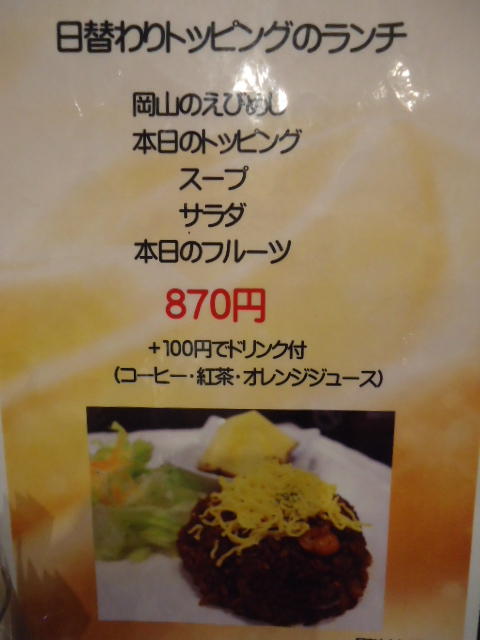 日替わりトッピングのランチ
岡山のえびめし
本日のトッピング
スープ
サラダ
本日のフルーツ
870円
+100円でドリンク付
(コーヒー・紅茶・オレンジジュース)